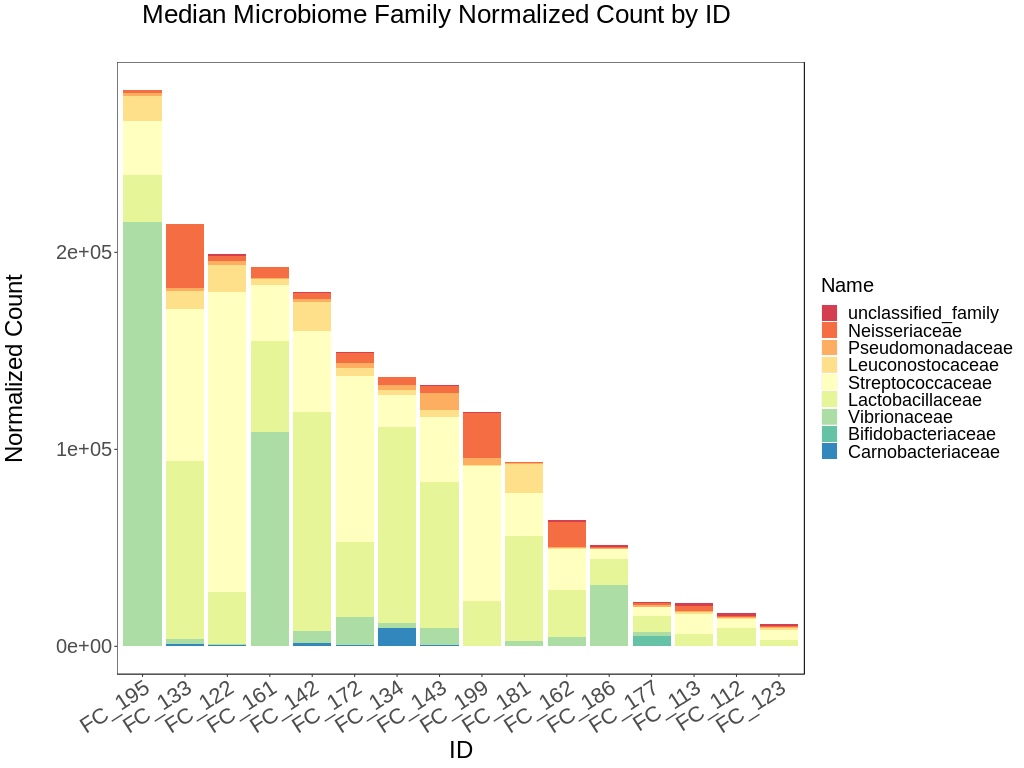 Median Microbiome Family Normalized Count by ID
Normalized Count
2e+05
1e+05
0e+00
FC_195
FC_133
FC_122
FC_161
FC_142
FC_172
FC_134
FC_143
FC_199
FC_181
FC_162
FC_186
FC_177
FC_113
FC_112
FC_123
ID
Name
unclassified_family
Neisseriaceae
Pseudomonadaceae
Leuconostocaceae
Streptococcaceae
Lactobacillaceae
Vibrionaceae
Bifidobacteriaceae
Carnobacteriaceae